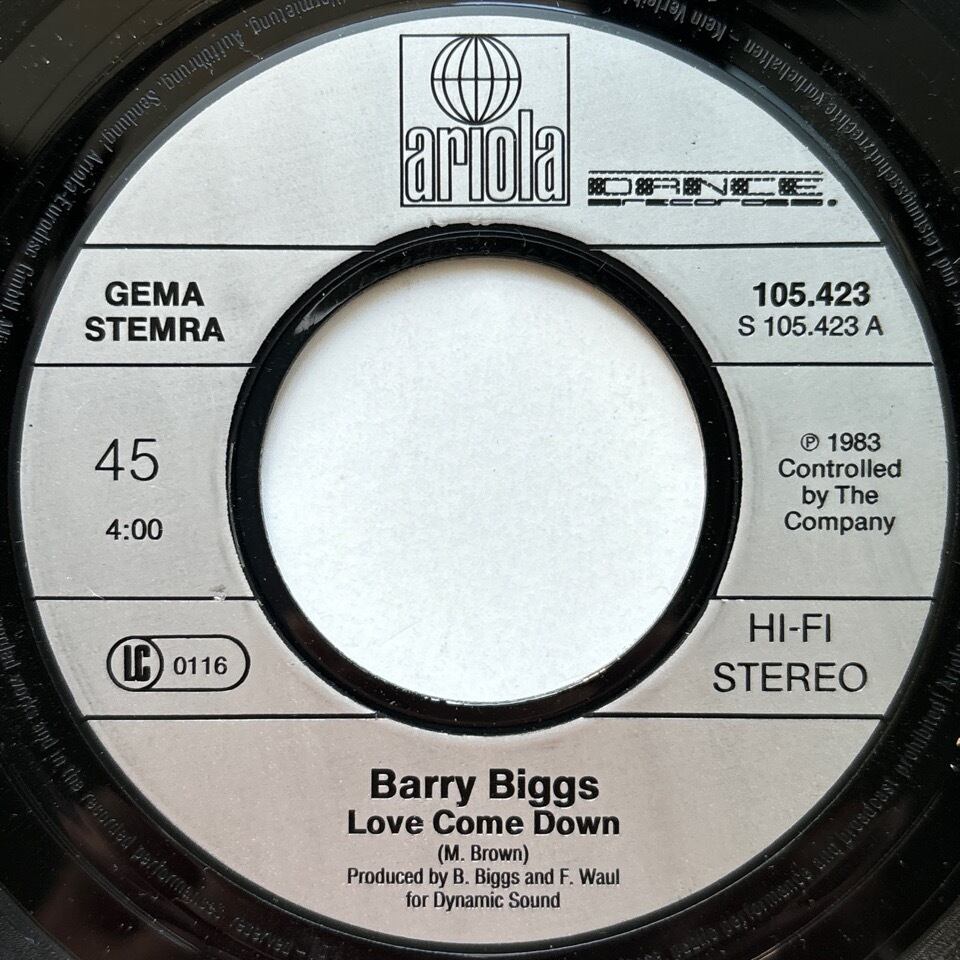 ariola
DANCE
records.
GEMA
STEMRA
105.423
S 105.423 A
45
4:00
℗ 1983
Controlled
by The
Company
LC 0116
HI-FI
STEREO
Barry Biggs
Love Come Down
(M. Brown)
Produced by B. Biggs and F. Waul
for Dynamic Sound